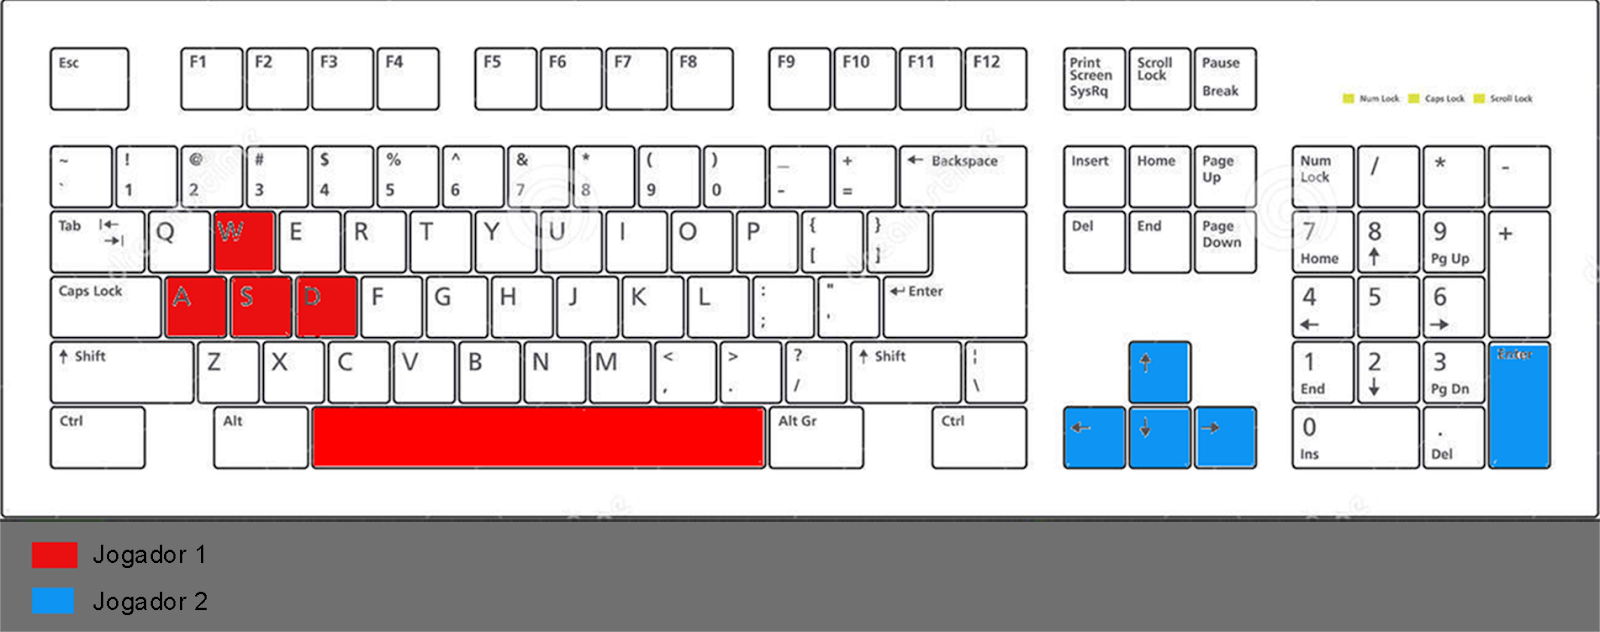 Esc F1 F2 F3 F4 F5 F6 F7 F8 F9 F10 F11 F12 Print Screen SysRq Scroll Lock Pause Break
Num Lock Caps Lock Scroll Lock
~ ` ! 1 @ 2 # 3 $ 4 % 5 ^ 6 & 7 * 8 ( 9 ) 0 _ - + = ← Backspace Insert Home Page Up Num Lock / * -
Tab |← →| Q W E R T Y U I O P { [ } ] Del End Page Down 7 Home 8 ↑ 9 Pg Up +
Caps Lock A S D F G H J K L : ; " ' ↵ Enter 4 ← 5 6 →
↑ Shift Z X C V B N M < , > . ? / ↑ Shift ¦ \ ↑ 1 End 2 ↓ 3 Pg Dn Enter
Ctrl Alt Alt Gr Ctrl ← ↓ → 0 Ins . Del
Jogador 1
Jogador 2